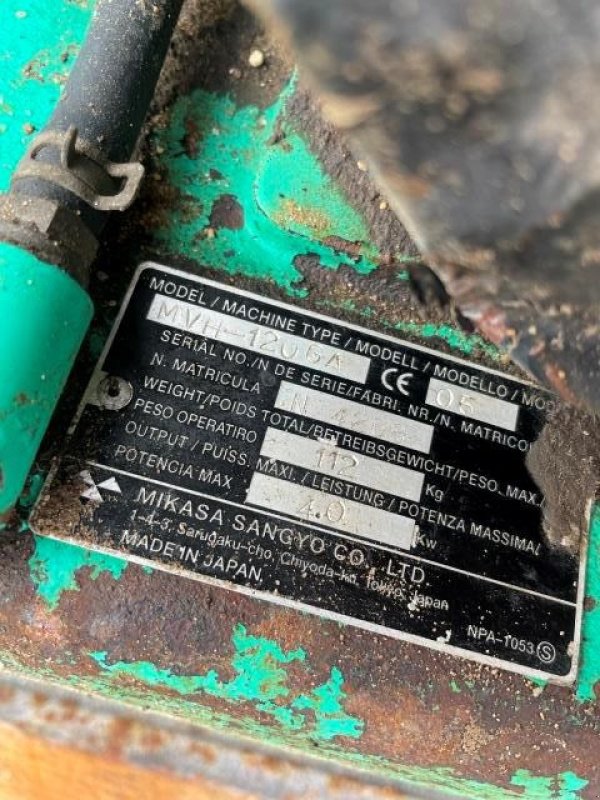 MODEL / MACHINE TYPE / MODELL / MODELLO / MO
MVH-120 CE 05
SERIAL NO./N DE SERIE/FABRI. NR./N. MATRICO
N. MATRICULA N
WEIGHT/POIDS TOTAL/BETREIBSGEWICHT/PESO. MAX./
PESO OPERATIRO 112 Kg
OUTPUT / PUISS. MAXI. / LEISTUNG / POTENZA MASSIMA/
POTENCIA MAX 4.0 Kw
MIKASA SANGYO CO., LTD.
1-4-3, Sarugaku-cho, Chiyoda-ku, Tokyo, Japan
MADE IN JAPAN
NPA-1053 S